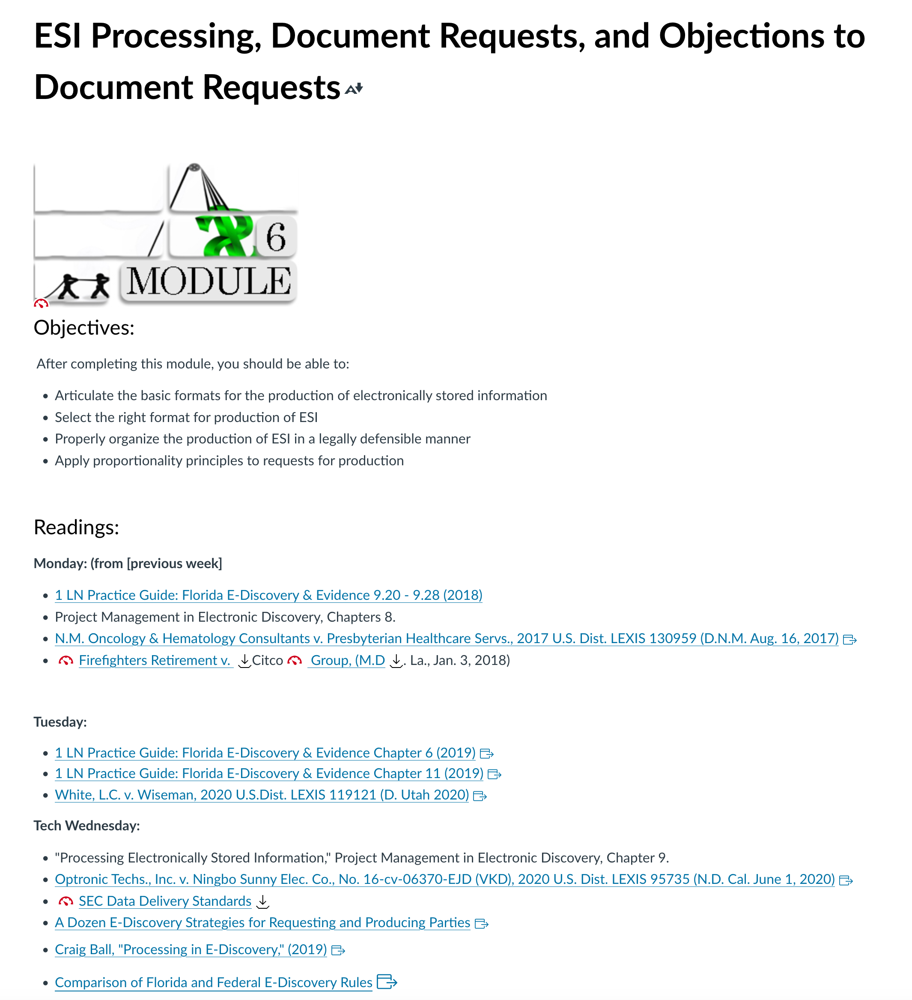 ESI Processing, Document Requests, and Objections to
Document Requests
6
MODULE
Objectives:
After completing this module, you should be able to:
Articulate the basic formats for the production of electronically stored information
Select the right format for production of ESI
Properly organize the production of ESI in a legally defensible manner
Apply proportionality principles to requests for production
Readings:
Monday: (from [previous week]
1 LN Practice Guide: Florida E-Discovery & Evidence 9.20 - 9.28 (2018)
Project Management in Electronic Discovery, Chapters 8.
N.M. Oncology & Hematology Consultants v. Presbyterian Healthcare Servs., 2017 U.S. Dist. LEXIS 130959 (D.N.M. Aug. 16, 2017)
Firefighters Retirement v. Citco Group, (M.D . La., Jan. 3, 2018)
Tuesday:
1 LN Practice Guide: Florida E-Discovery & Evidence Chapter 6 (2019)
1 LN Practice Guide: Florida E-Discovery & Evidence Chapter 11 (2019)
White, L.C. v. Wiseman, 2020 U.S.Dist. LEXIS 119121 (D. Utah 2020)
Tech Wednesday:
"Processing Electronically Stored Information," Project Management in Electronic Discovery, Chapter 9.
Optronic Techs., Inc. v. Ningbo Sunny Elec. Co., No. 16-cv-06370-EJD (VKD), 2020 U.S. Dist. LEXIS 95735 (N.D. Cal. June 1, 2020)
SEC Data Delivery Standards
A Dozen E-Discovery Strategies for Requesting and Producing Parties
Craig Ball, "Processing in E-Discovery," (2019)
Comparison of Florida and Federal E-Discovery Rules